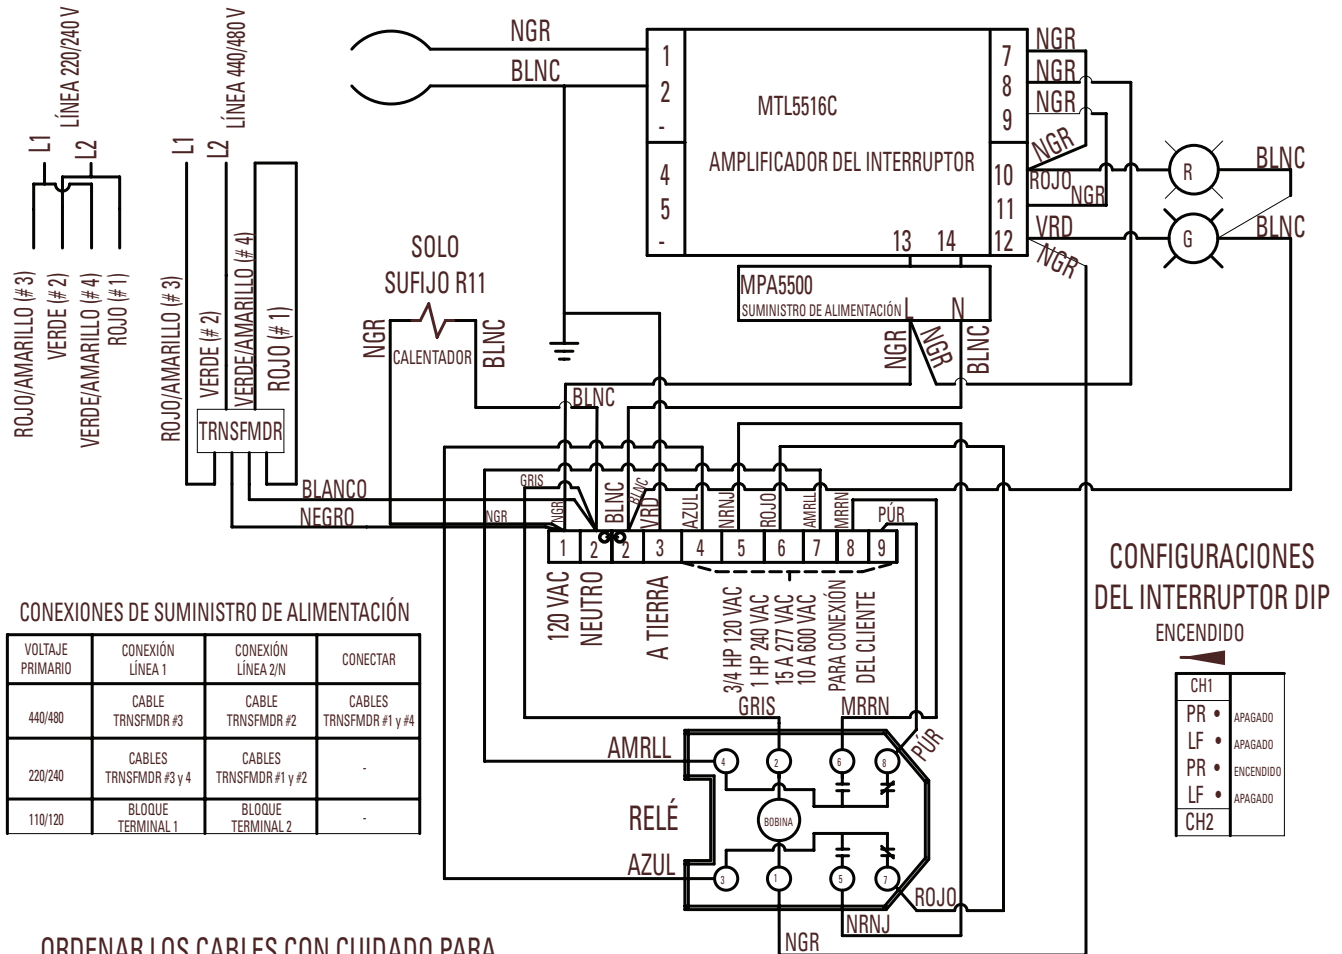 LÍNEA 220/240 V
L1
L2
ROJO/AMARILLO (# 3)
VERDE (# 2)
VERDE/AMARILLO (# 4)
ROJO (# 1)
LÍNEA 440/480 V
L1
L2
ROJO/AMARILLO (# 3)
VERDE (# 2)
VERDE/AMARILLO (# 4)
ROJO (# 1)
TRNSFMDR
BLANCO
NEGRO
NGR
BLNC
1
2
-
4
5
-
MTL5516C
AMPLIFICADOR DEL INTERRUPTOR
7
8
9
10
11
12
13 14
NGR
NGR
NGR
NGR
ROJO
NGR
VRD
NGR
R
BLNC
G
BLNC
MPA5500
SUMINISTRO DE ALIMENTACIÓN
L N
NGR
NGR
BLNC
SOLO
SUFIJO R11
NGR
CALENTADOR
BLNC
BLNC
GRIS
NGR
NGR
BLNC
BLNC
VRD
AZUL
NRNJ
ROJO
AMRLL
MRRN
PÚR
1 2 2 3 4 5 6 7 8 9
120 VAC
NEUTRO
A TIERRA
3/4 HP 120 VAC
1 HP 240 VAC
15 A 277 VAC
10 A 600 VAC
PARA CONEXIÓN
DEL CLIENTE
GRIS
MRRN
PÚR
AMRLL
RELÉ
AZUL
4 2 6 8
BOBINA
3 1 5 7
ROJO
NRNJ
NGR
CONFIGURACIONES
DEL INTERRUPTOR DIP
ENCENDIDO
CH1
PR • APAGADO
LF • APAGADO
PR • ENCENDIDO
LF • APAGADO
CH2
CONEXIONES DE SUMINISTRO DE ALIMENTACIÓN
VOLTAJE PRIMARIO
CONEXIÓN LÍNEA 1
CONEXIÓN LÍNEA 2/N
CONECTAR
440/480
CABLE TRNSFMDR #3
CABLE TRNSFMDR #2
CABLES TRNSFMDR #1 y #4
220/240
CABLES TRNSFMDR #3 y 4
CABLES TRNSFMDR #1 y #2
-
110/120
BLOQUE TERMINAL 1
BLOQUE TERMINAL 2
-
ORDENAR LOS CABLES CON CUIDADO PARA